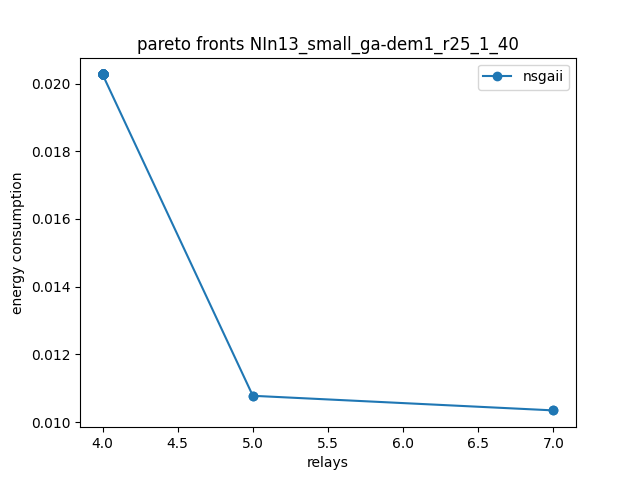 pareto fronts NIn13_small_ga-dem1_r25_1_40
nsgaii
0.020
0.018
0.016
0.014
0.012
0.010
energy consumption
4.0 4.5 5.0 5.5 6.0 6.5 7.0
relays